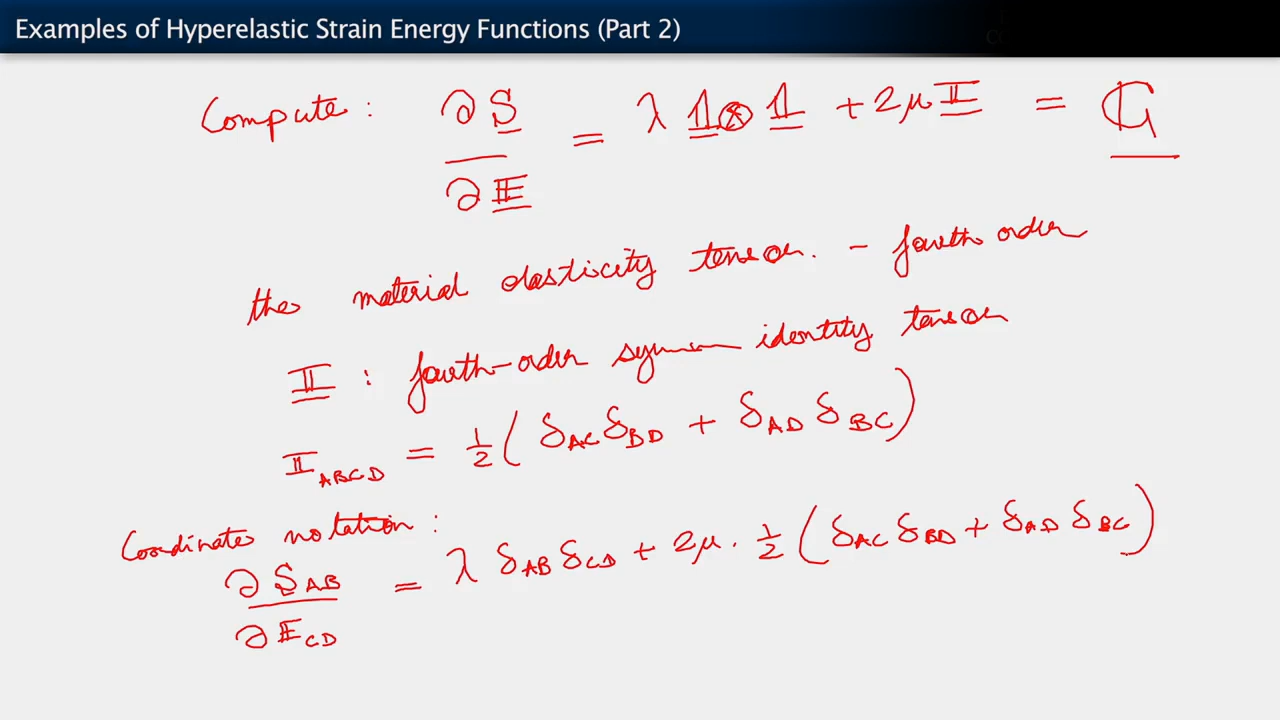 Examples of Hyperelastic Strain Energy Functions (Part 2)
Compute : ∂S/∂E = λ 1⊗1 + 2μ 𝕀 = ℂ
the material elasticity tensor. – fourth order
𝕀 : fourth-order symm identity tensor
𝕀_ABCD = 1/2 ( δ_AC δ_BD + δ_AD δ_BC )
Coordinate notation :
∂S_AB/∂E_CD = λ δ_AB δ_CD + 2μ · 1/2 ( δ_AC δ_BD + δ_AD δ_BC )